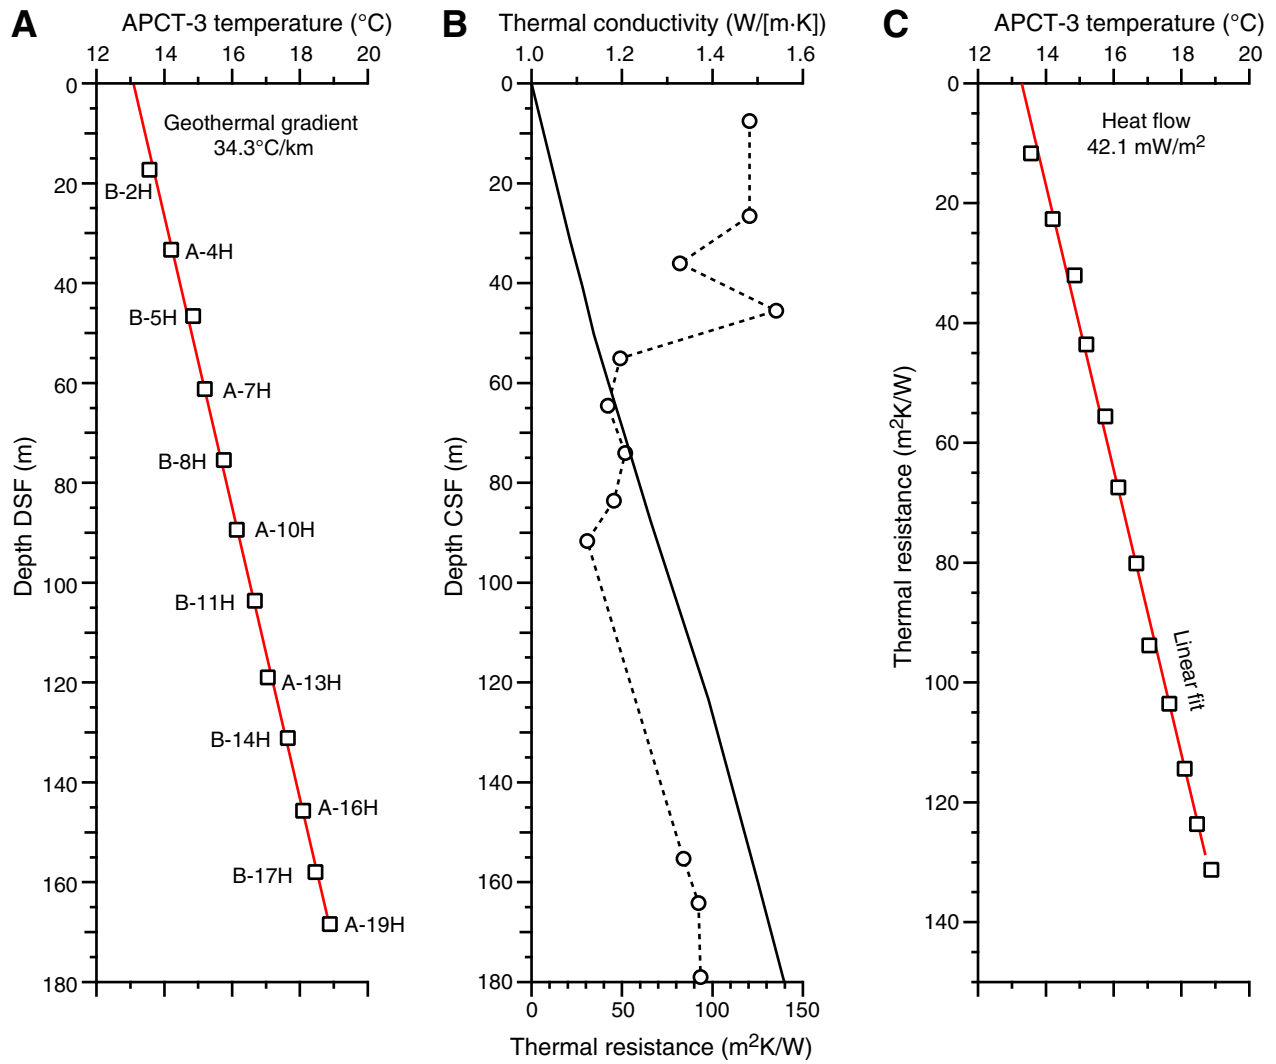 A
APCT-3 temperature (°C)
12 14 16 18 20
0
20
40
60
80
100
120
140
160
180
Depth DSF (m)
Geothermal gradient
34.3°C/km
B-2H
A-4H
B-5H
A-7H
B-8H
A-10H
B-11H
A-13H
B-14H
A-16H
B-17H
A-19H
B
Thermal conductivity (W/[m·K])
1.0 1.2 1.4 1.6
0
20
40
60
80
100
120
140
160
180
Depth CSF (m)
0 50 100 150
Thermal resistance (m²K/W)
C
APCT-3 temperature (°C)
12 14 16 18 20
0
20
40
60
80
100
120
140
Thermal resistance (m²K/W)
Heat flow
42.1 mW/m²
Linear fit